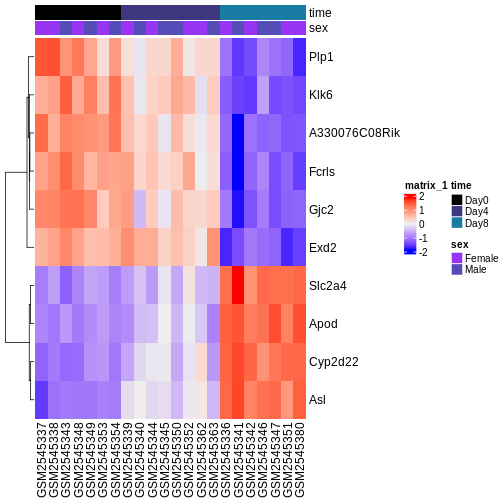 time
sex
Plp1
Klk6
A330076C08Rik
Fcrls
Gjc2
Exd2
Slc2a4
Apod
Cyp2d22
Asl
matrix_1
2
1
0
-1
-2
time
Day0
Day4
Day8
sex
Female
Male
GSM2545337
GSM2545338
GSM2545343
GSM2545348
GSM2545349
GSM2545353
GSM2545354
GSM2545339
GSM2545340
GSM2545344
GSM2545345
GSM2545350
GSM2545352
GSM2545362
GSM2545363
GSM2545336
GSM2545341
GSM2545342
GSM2545346
GSM2545347
GSM2545351
GSM2545380